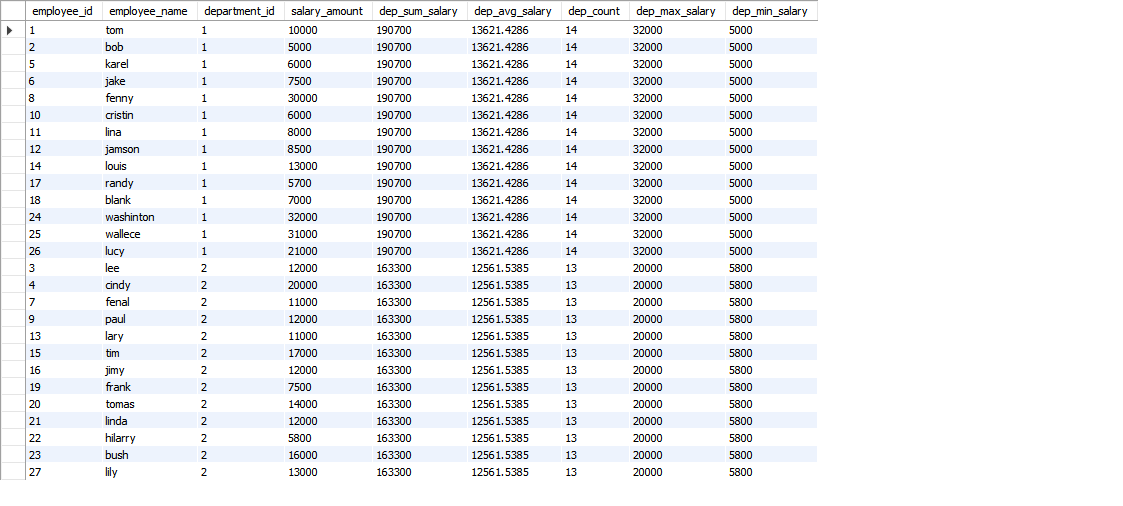 employee_id employee_name department_id salary_amount dep_sum_salary dep_avg_salary dep_count dep_max_salary dep_min_salary
1 tom 1 10000 190700 13621.4286 14 32000 5000
2 bob 1 5000 190700 13621.4286 14 32000 5000
5 karel 1 6000 190700 13621.4286 14 32000 5000
6 jake 1 7500 190700 13621.4286 14 32000 5000
8 fenny 1 30000 190700 13621.4286 14 32000 5000
10 cristin 1 6000 190700 13621.4286 14 32000 5000
11 lina 1 8000 190700 13621.4286 14 32000 5000
12 jamson 1 8500 190700 13621.4286 14 32000 5000
14 louis 1 13000 190700 13621.4286 14 32000 5000
17 randy 1 5700 190700 13621.4286 14 32000 5000
18 blank 1 7000 190700 13621.4286 14 32000 5000
24 washinton 1 32000 190700 13621.4286 14 32000 5000
25 wallece 1 31000 190700 13621.4286 14 32000 5000
26 lucy 1 21000 190700 13621.4286 14 32000 5000
3 lee 2 12000 163300 12561.5385 13 20000 5800
4 cindy 2 20000 163300 12561.5385 13 20000 5800
7 fenal 2 11000 163300 12561.5385 13 20000 5800
9 paul 2 12000 163300 12561.5385 13 20000 5800
13 lary 2 11000 163300 12561.5385 13 20000 5800
15 tim 2 17000 163300 12561.5385 13 20000 5800
16 jimy 2 12000 163300 12561.5385 13 20000 5800
19 frank 2 7500 163300 12561.5385 13 20000 5800
20 tomas 2 14000 163300 12561.5385 13 20000 5800
21 linda 2 12000 163300 12561.5385 13 20000 5800
22 hilarry 2 5800 163300 12561.5385 13 20000 5800
23 bush 2 16000 163300 12561.5385 13 20000 5800
27 lily 2 13000 163300 12561.5385 13 20000 5800